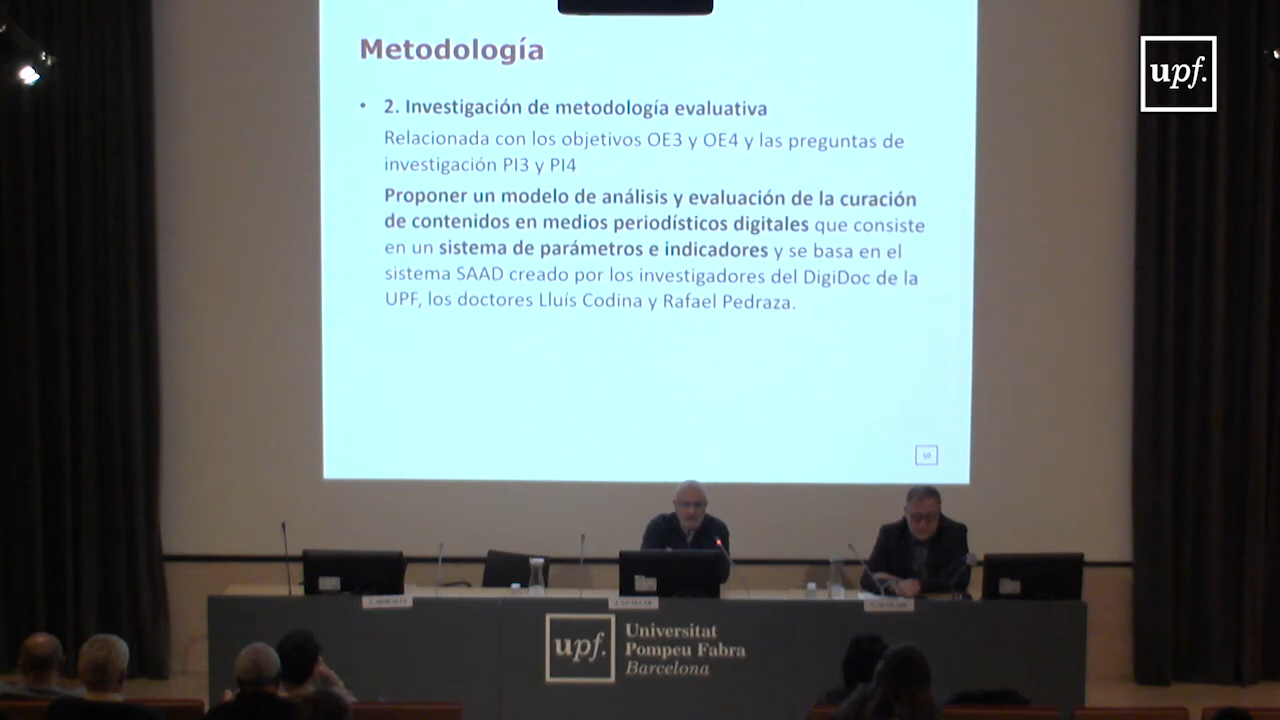 Metodología
upf.
• 2. Investigación de metodología evaluativa
Relacionada con los objetivos OE3 y OE4 y las preguntas de
investigación PI3 y PI4
Proponer un modelo de análisis y evaluación de la curación
de contenidos en medios periodísticos digitales que consiste
en un sistema de parámetros e indicadores y se basa en el
sistema SAAD creado por los investigadores del DigiDoc de la
UPF, los doctores Lluís Codina y Rafael Pedraza.
10
upf.
Universitat
Pompeu Fabra
Barcelona